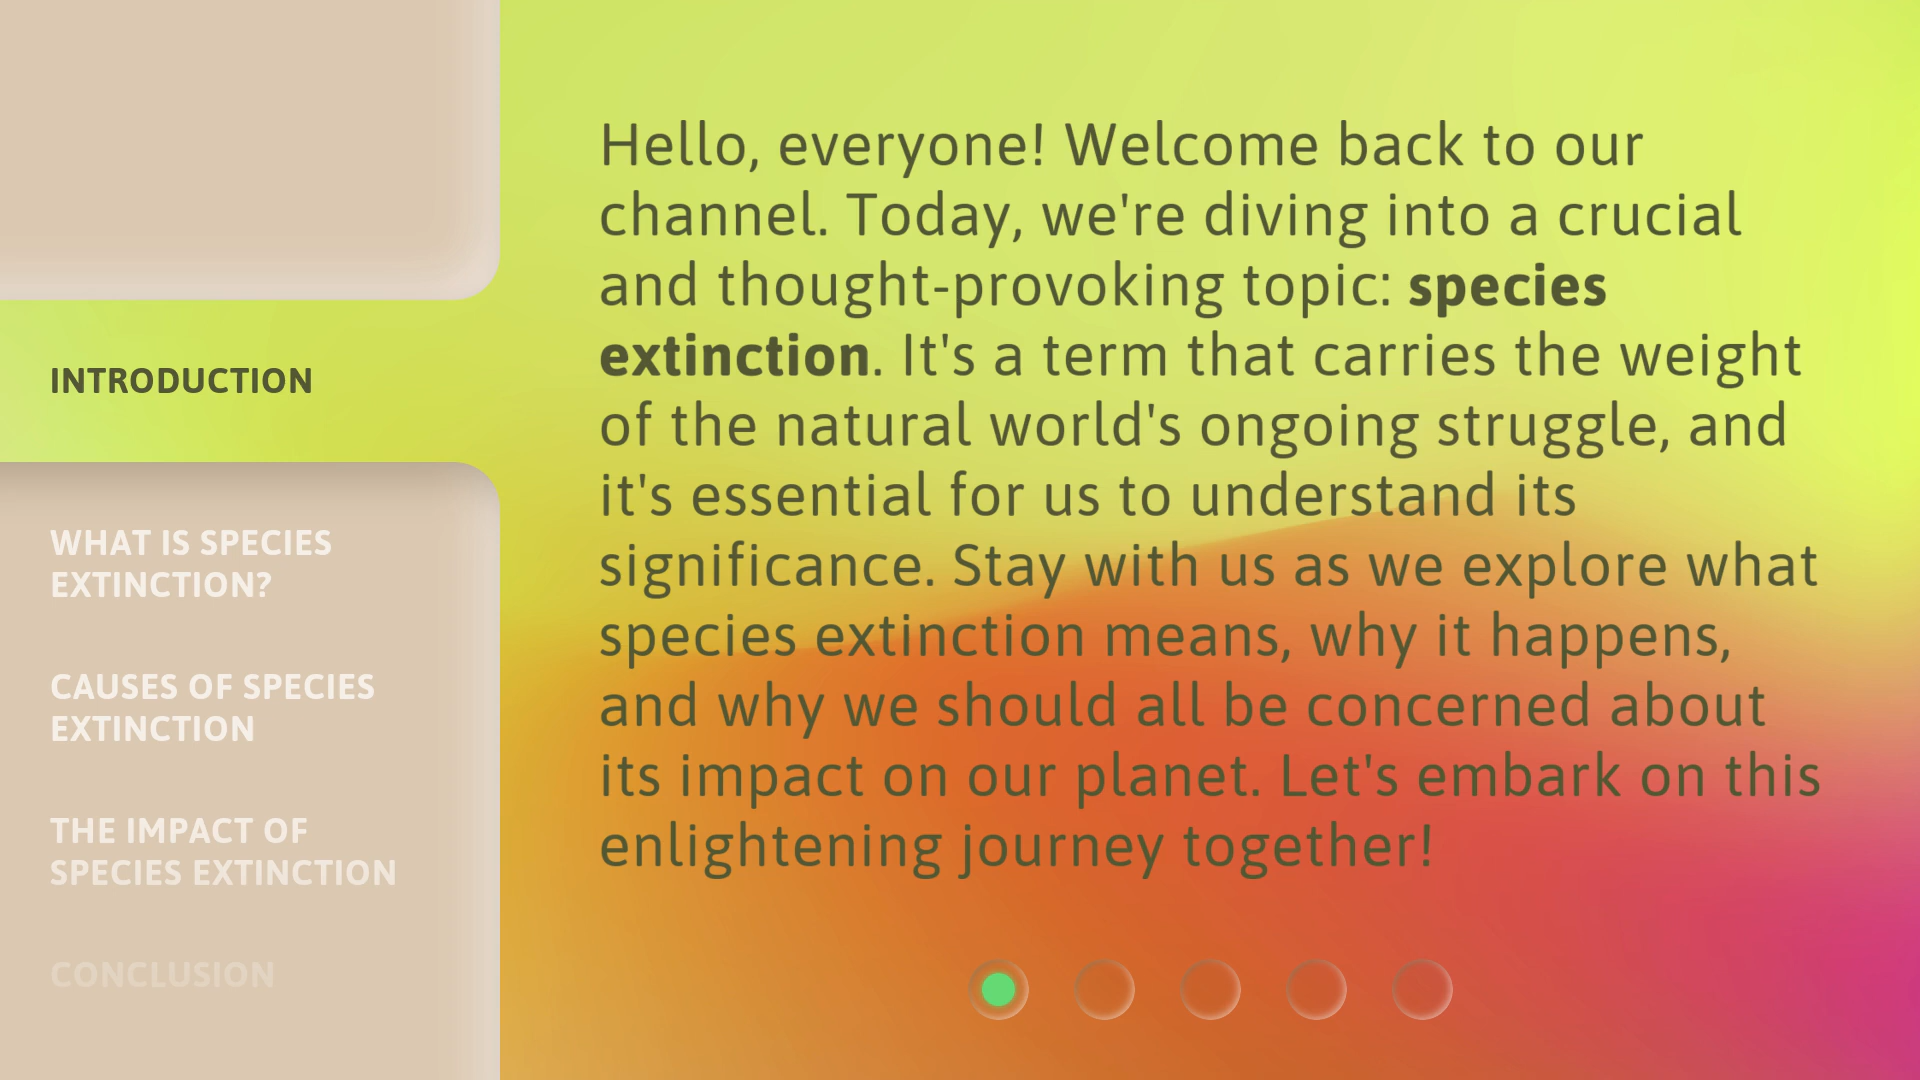 INTRODUCTION
WHAT IS SPECIES
EXTINCTION?
CAUSES OF SPECIES
EXTINCTION
THE IMPACT OF
SPECIES EXTINCTION
CONCLUSION
Hello, everyone! Welcome back to our
channel. Today, we're diving into a crucial
and thought-provoking topic: species
extinction. It's a term that carries the weight
of the natural world's ongoing struggle, and
it's essential for us to understand its
significance. Stay with us as we explore what
species extinction means, why it happens,
and why we should all be concerned about
its impact on our planet. Let's embark on this
enlightening journey together!